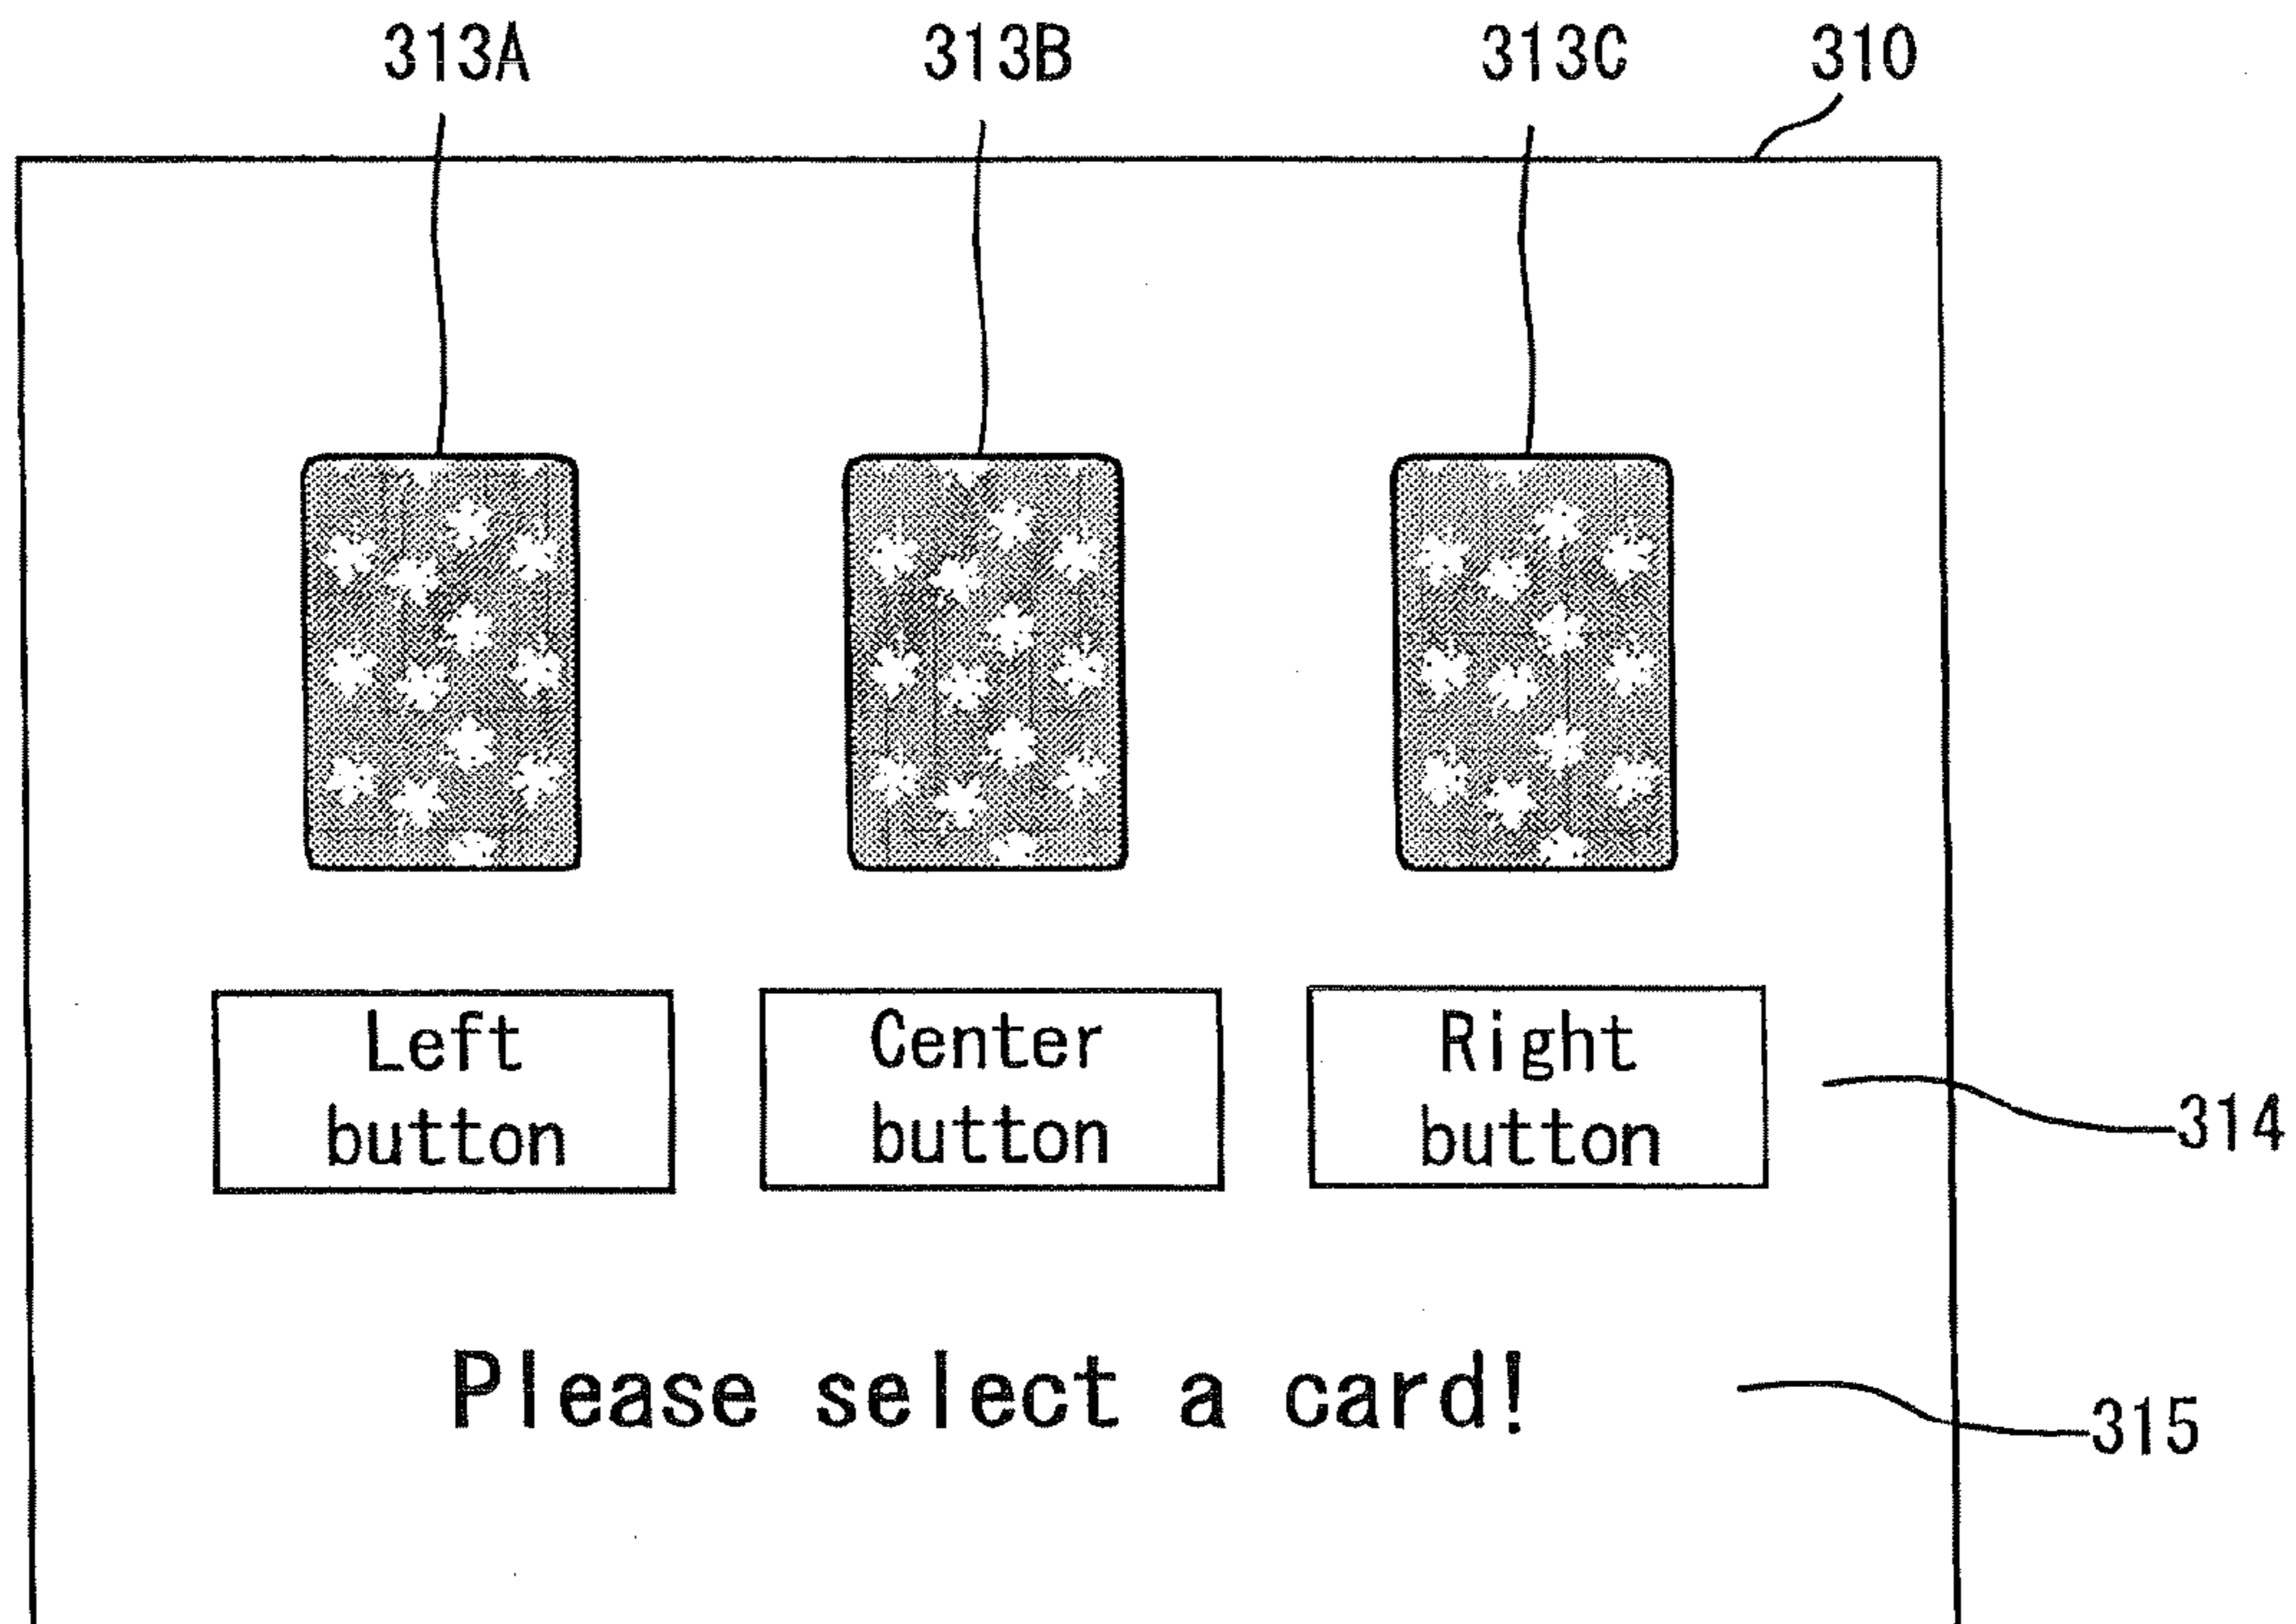 313A 313B 313C 310
Left button
Center button
Right button
314
Please select a card!
315